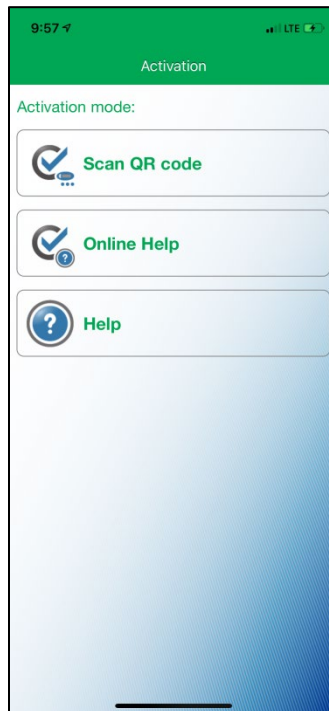 9:57
LTE
Activation
Activation mode:
Scan QR code
Online Help
Help